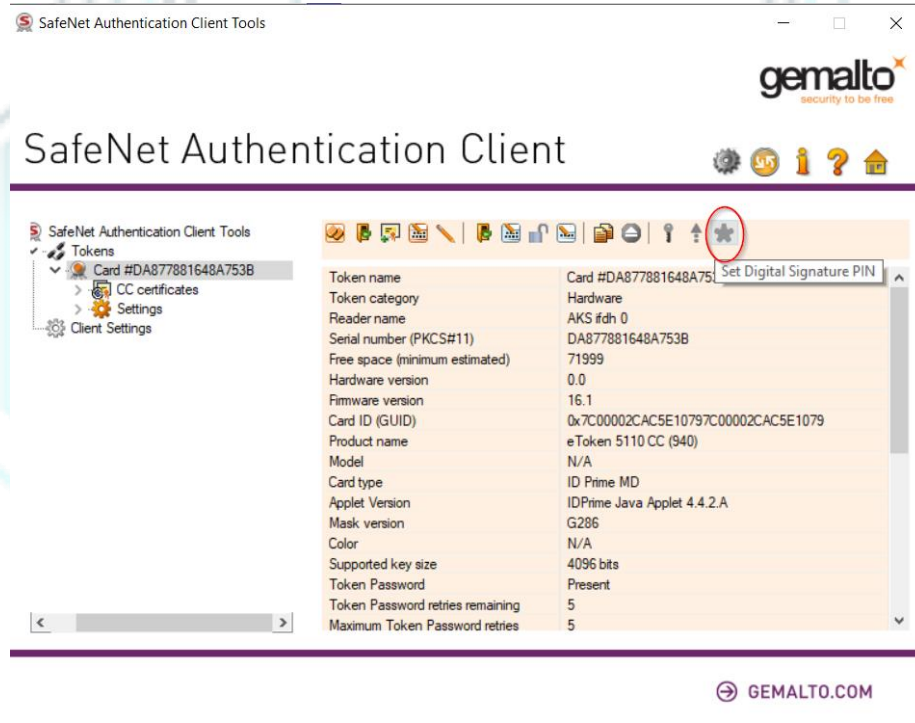 SafeNet Authentication Client Tools
gemalto
security to be free
SafeNet Authentication Client
SafeNet Authentication Client Tools
Tokens
Card #DA877881648A753B
CC certificates
Settings
Client Settings
Set Digital Signature PIN
Token name Card #DA877881648A75
Token category Hardware
Reader name AKS ifdh 0
Serial number (PKCS#11) DA877881648A753B
Free space (minimum estimated) 71999
Hardware version 0.0
Firmware version 16.1
Card ID (GUID) 0x7C00002CAC5E10797C00002CAC5E1079
Product name eToken 5110 CC (940)
Model N/A
Card type ID Prime MD
Applet Version IDPrime Java Applet 4.4.2.A
Mask version G286
Color N/A
Supported key size 4096 bits
Token Password Present
Token Password retries remaining 5
Maximum Token Password retries 5
GEMALTO.COM